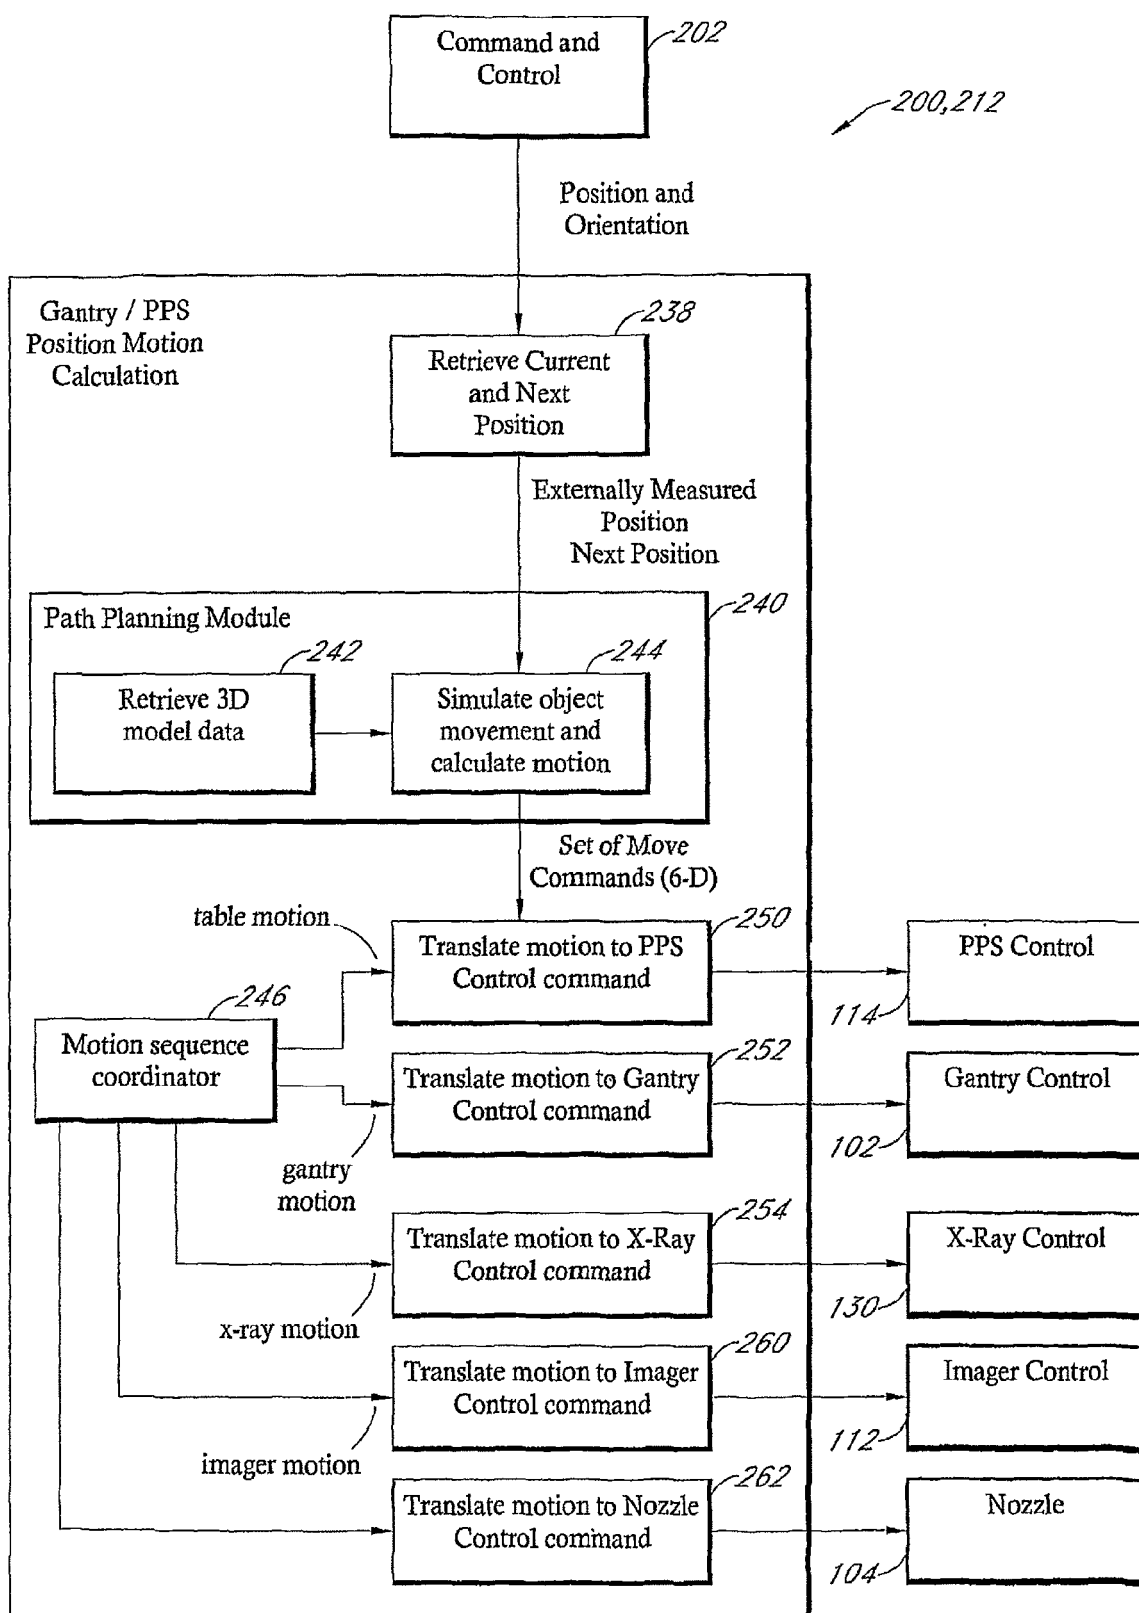 Command and
Control
202
200,212
Position and
Orientation
Gantry / PPS
Position Motion
Calculation
238
Retrieve Current
and Next
Position
Externally Measured
Position
Next Position
240
Path Planning Module
242
Retrieve 3D
model data
244
Simulate object
movement and
calculate motion
Set of Move
Commands (6-D)
table motion
250
Translate motion to PPS
Control command
PPS Control
114
246
Motion sequence
coordinator
252
Translate motion to Gantry
Control command
Gantry Control
102
gantry
motion
254
Translate motion to X-Ray
Control command
X-Ray Control
130
x-ray motion
260
Translate motion to Imager
Control command
Imager Control
112
imager motion
262
Translate motion to Nozzle
Control command
Nozzle
104